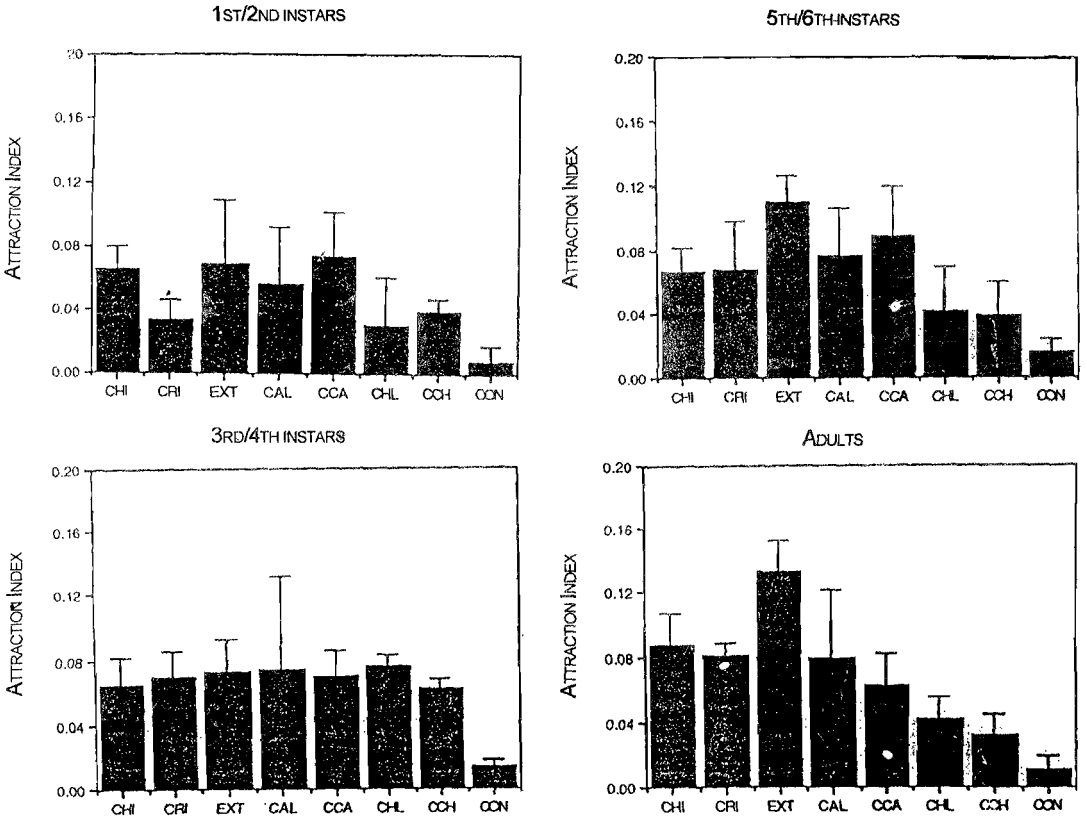 1ST/2ND INSTARS
ATTRACTION INDEX
20
0.16
0.12
0.08
0.04
0.00
CHI CRI EXT CAL CCA CHL CCH CON
5TH/6TH-INSTARS
ATTRACTION INDEX
0.20
0.16
0.12
0.08
0.04
0.00
CHI CRI EXT CAL CCA CHL CCH CON
3RD/4TH INSTARS
ATTRACTION INDEX
0.20
0.16
0.12
0.08
0.04
0.00
CHI CRI EXT CAL CCA CHL CCH CON
ADULTS
ATTRACTION INDEX
0.20
0.16
0.12
0.08
0.04
0.00
CHI CRI EXT CAL CCA CHL CCH CON